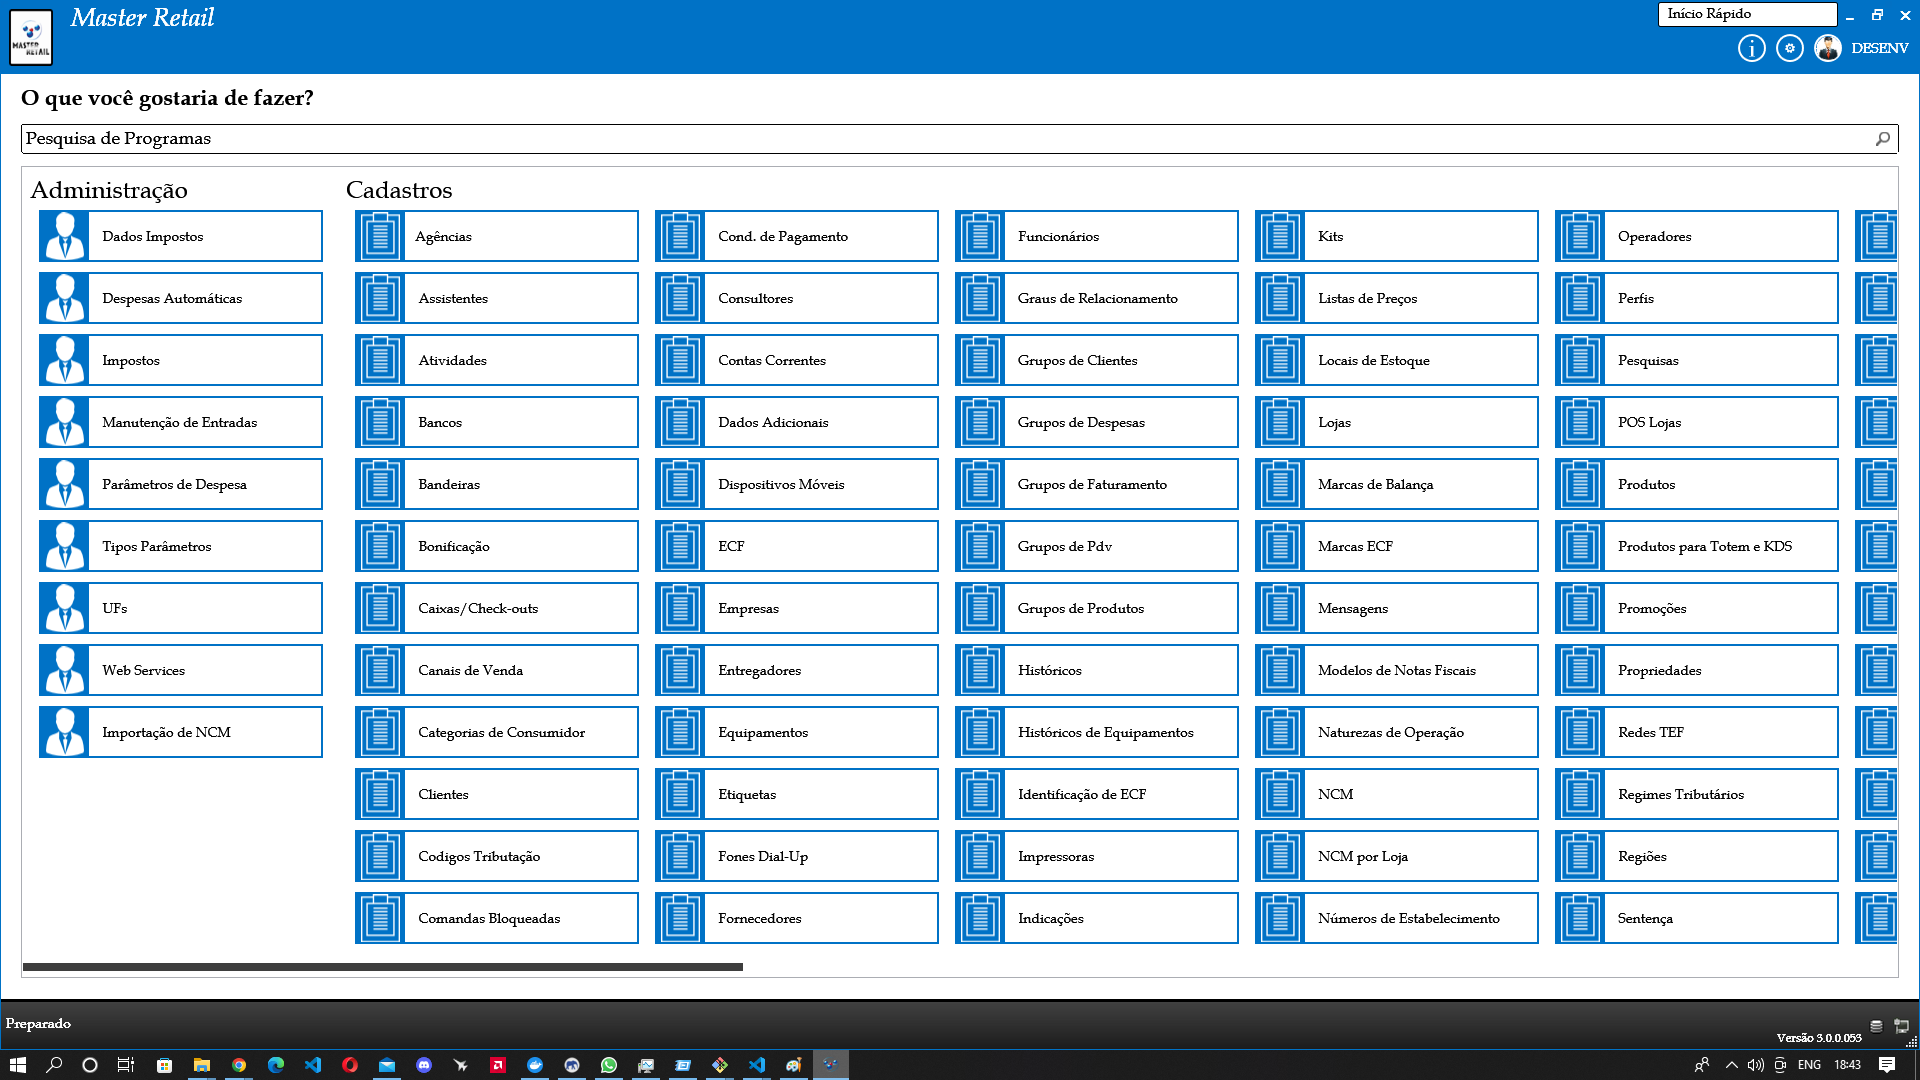 Master Retail
MASTER
RETAIL
Início Rápido
DESENV
O que você gostaria de fazer?
Pesquisa de Programas
Administração
Dados Impostos
Despesas Automáticas
Impostos
Manutenção de Entradas
Parâmetros de Despesa
Tipos Parâmetros
UFs
Web Services
Importação de NCM
Cadastros
Agências
Assistentes
Atividades
Bancos
Bandeiras
Bonificação
Caixas/Check-outs
Canais de Venda
Categorias de Consumidor
Clientes
Codigos Tributação
Comandas Bloqueadas
Cond. de Pagamento
Consultores
Contas Correntes
Dados Adicionais
Dispositivos Móveis
ECF
Empresas
Entregadores
Equipamentos
Etiquetas
Fones Dial-Up
Fornecedores
Funcionários
Graus de Relacionamento
Grupos de Clientes
Grupos de Despesas
Grupos de Faturamento
Grupos de Pdv
Grupos de Produtos
Históricos
Históricos de Equipamentos
Identificação de ECF
Impressoras
Indicações
Kits
Listas de Preços
Locais de Estoque
Lojas
Marcas de Balança
Marcas ECF
Mensagens
Modelos de Notas Fiscais
Naturezas de Operação
NCM
NCM por Loja
Números de Estabelecimento
Operadores
Perfis
Pesquisas
POS Lojas
Produtos
Produtos para Totem e KDS
Promoções
Propriedades
Redes TEF
Regimes Tributários
Regiões
Sentença
Preparado
Versão 3.0.0.053
ENG
18:43